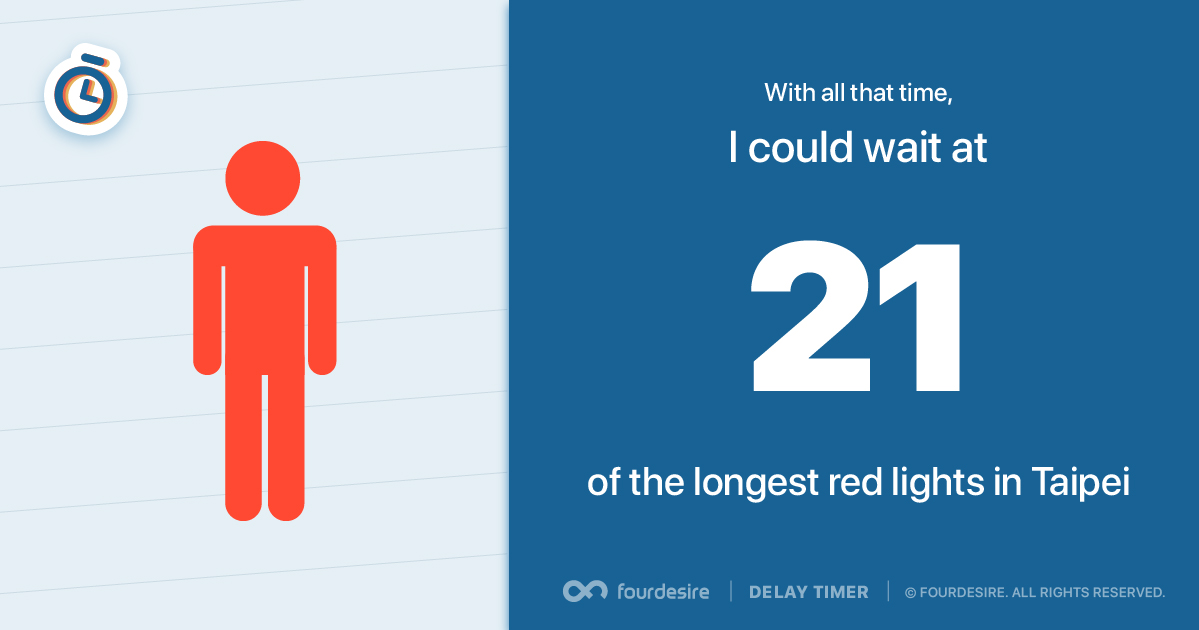 With all that time,
I could wait at
21
of the longest red lights in Taipei
fourdesire | DELAY TIMER | © FOURDESIRE. ALL RIGHTS RESERVED.